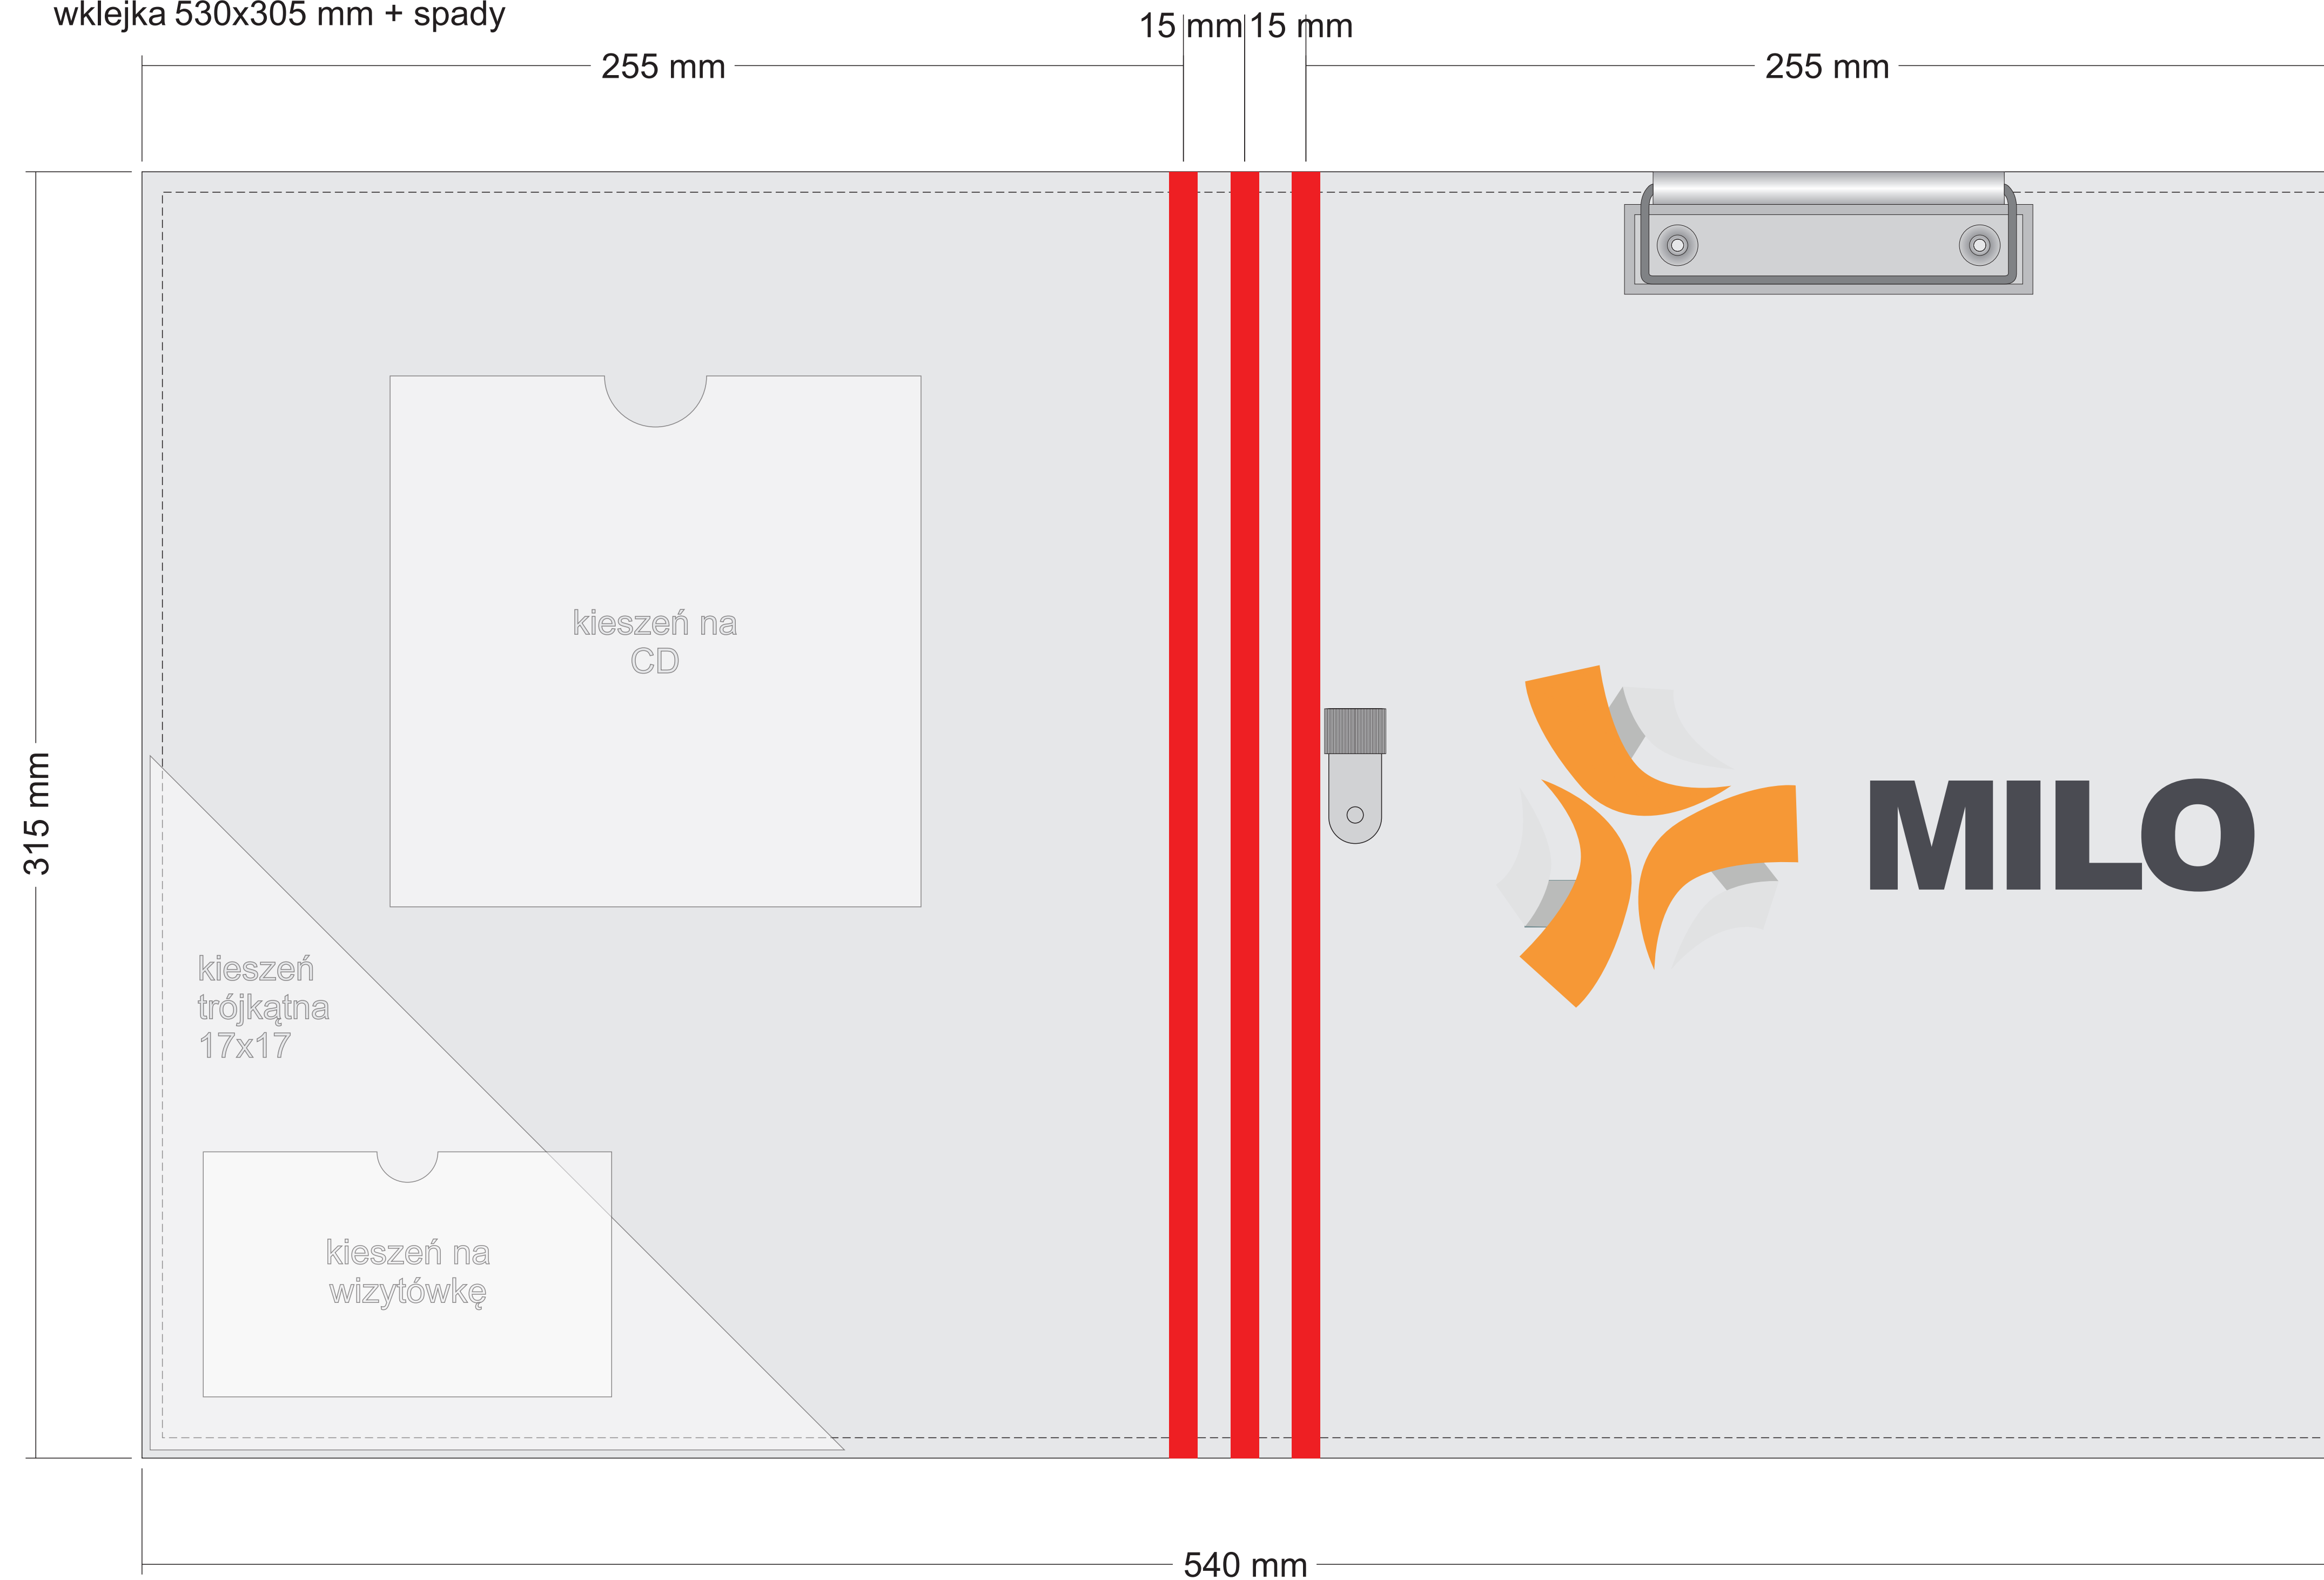 wklejka 530x305 mm + spady
15 mm 15 mm
255 mm
255 mm
315 mm
kieszeń na
CD
MILO
kieszeń
trójkątna
17x17
kieszeń na
wizytówkę
540 mm